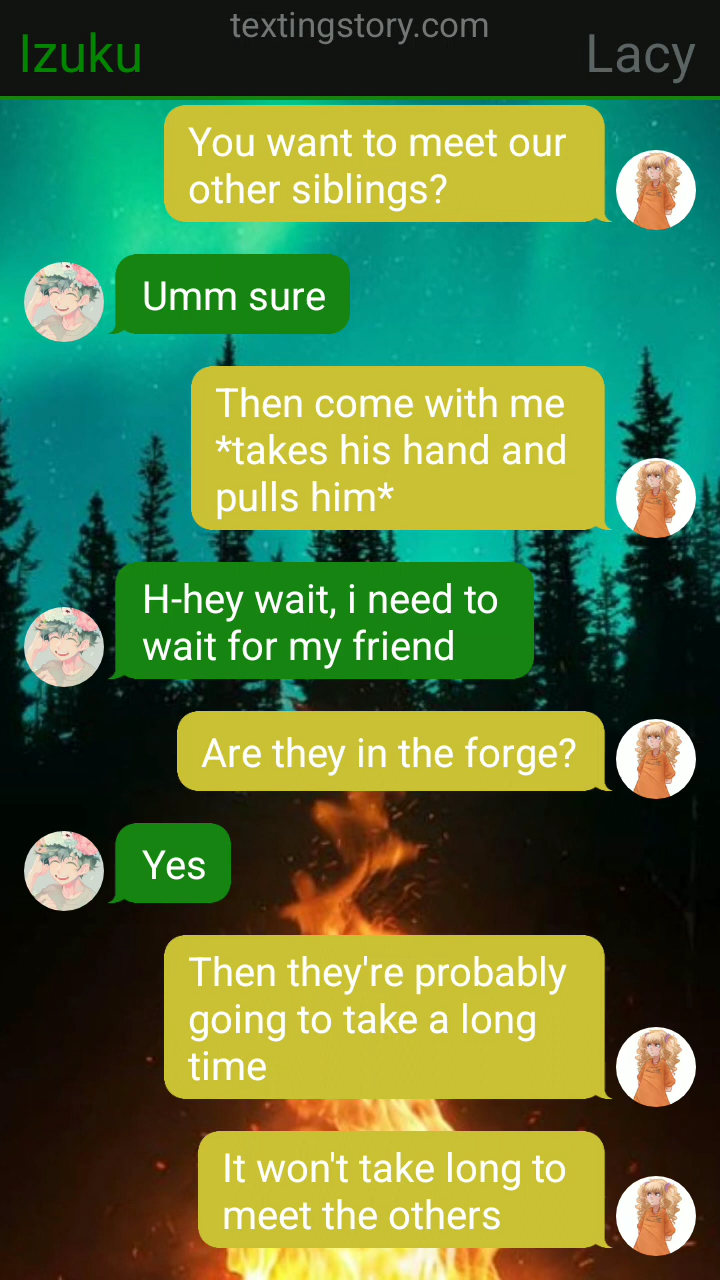 textingstory.com
Izuku
Lacy
You want to meet our
other siblings?
Umm sure
Then come with me
*takes his hand and
pulls him*
H-hey wait, i need to
wait for my friend
Are they in the forge?
Yes
Then they're probably
going to take a long
time
It won't take long to
meet the others